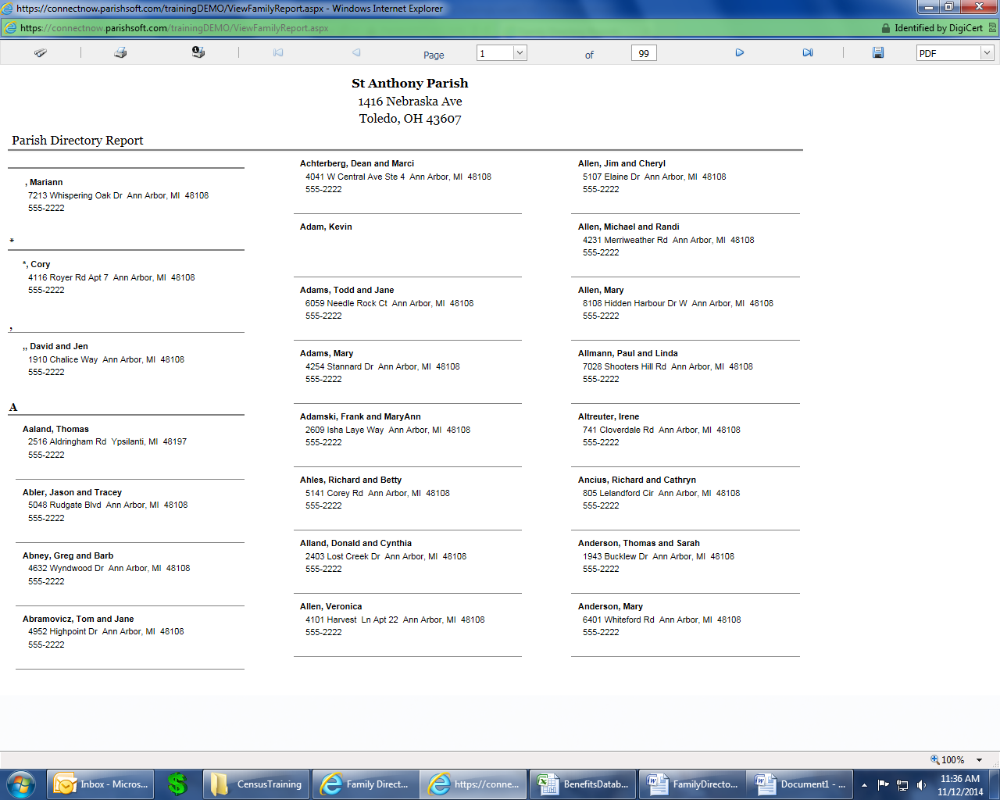 https://connectnow.parishsoft.com/trainingDEMO/ViewFamilyReport.aspx - Windows Internet Explorer
https://connectnow.parishsoft.com/trainingDEMO/ViewFamilyReport.aspx Identified by DigiCert
Page 1 of 99 PDF
St Anthony Parish
1416 Nebraska Ave
Toledo, OH 43607
Parish Directory Report
, Mariann
7213 Whispering Oak Dr Ann Arbor, MI 48108
555-2222
*
*, Cory
4116 Royer Rd Apt 7 Ann Arbor, MI 48108
555-2222
,
,, David and Jen
1910 Chalice Way Ann Arbor, MI 48108
555-2222
A
Aaland, Thomas
2516 Aldringham Rd Ypsilanti, MI 48197
555-2222
Abler, Jason and Tracey
5048 Rudgate Blvd Ann Arbor, MI 48108
555-2222
Abney, Greg and Barb
4632 Wyndwood Dr Ann Arbor, MI 48108
555-2222
Abramovicz, Tom and Jane
4952 Highpoint Dr Ann Arbor, MI 48108
555-2222
Achterberg, Dean and Marci
4041 W Central Ave Ste 4 Ann Arbor, MI 48108
555-2222
Adam, Kevin
Adams, Todd and Jane
6059 Needle Rock Ct Ann Arbor, MI 48108
555-2222
Adams, Mary
4254 Stannard Dr Ann Arbor, MI 48108
555-2222
Adamski, Frank and MaryAnn
2609 Isha Laye Way Ann Arbor, MI 48108
555-2222
Ahles, Richard and Betty
5141 Corey Rd Ann Arbor, MI 48108
555-2222
Alland, Donald and Cynthia
2403 Lost Creek Dr Ann Arbor, MI 48108
555-2222
Allen, Veronica
4101 Harvest Ln Apt 22 Ann Arbor, MI 48108
555-2222
Allen, Jim and Cheryl
5107 Elaine Dr Ann Arbor, MI 48108
555-2222
Allen, Michael and Randi
4231 Merriweather Rd Ann Arbor, MI 48108
555-2222
Allen, Mary
8108 Hidden Harbour Dr W Ann Arbor, MI 48108
555-2222
Allmann, Paul and Linda
7028 Shooters Hill Rd Ann Arbor, MI 48108
555-2222
Altreuter, Irene
741 Cloverdale Rd Ann Arbor, MI 48108
555-2222
Ancius, Richard and Cathryn
805 Lelandford Cir Ann Arbor, MI 48108
555-2222
Anderson, Thomas and Sarah
1943 Bucklew Dr Ann Arbor, MI 48108
555-2222
Anderson, Mary
6401 Whiteford Rd Ann Arbor, MI 48108
555-2222
100%
Inbox - Micros... CensusTraining Family Direct... https://conne... BenefitsDatab... FamilyDirecto... Document1 - ... 11:36 AM
11/12/2014